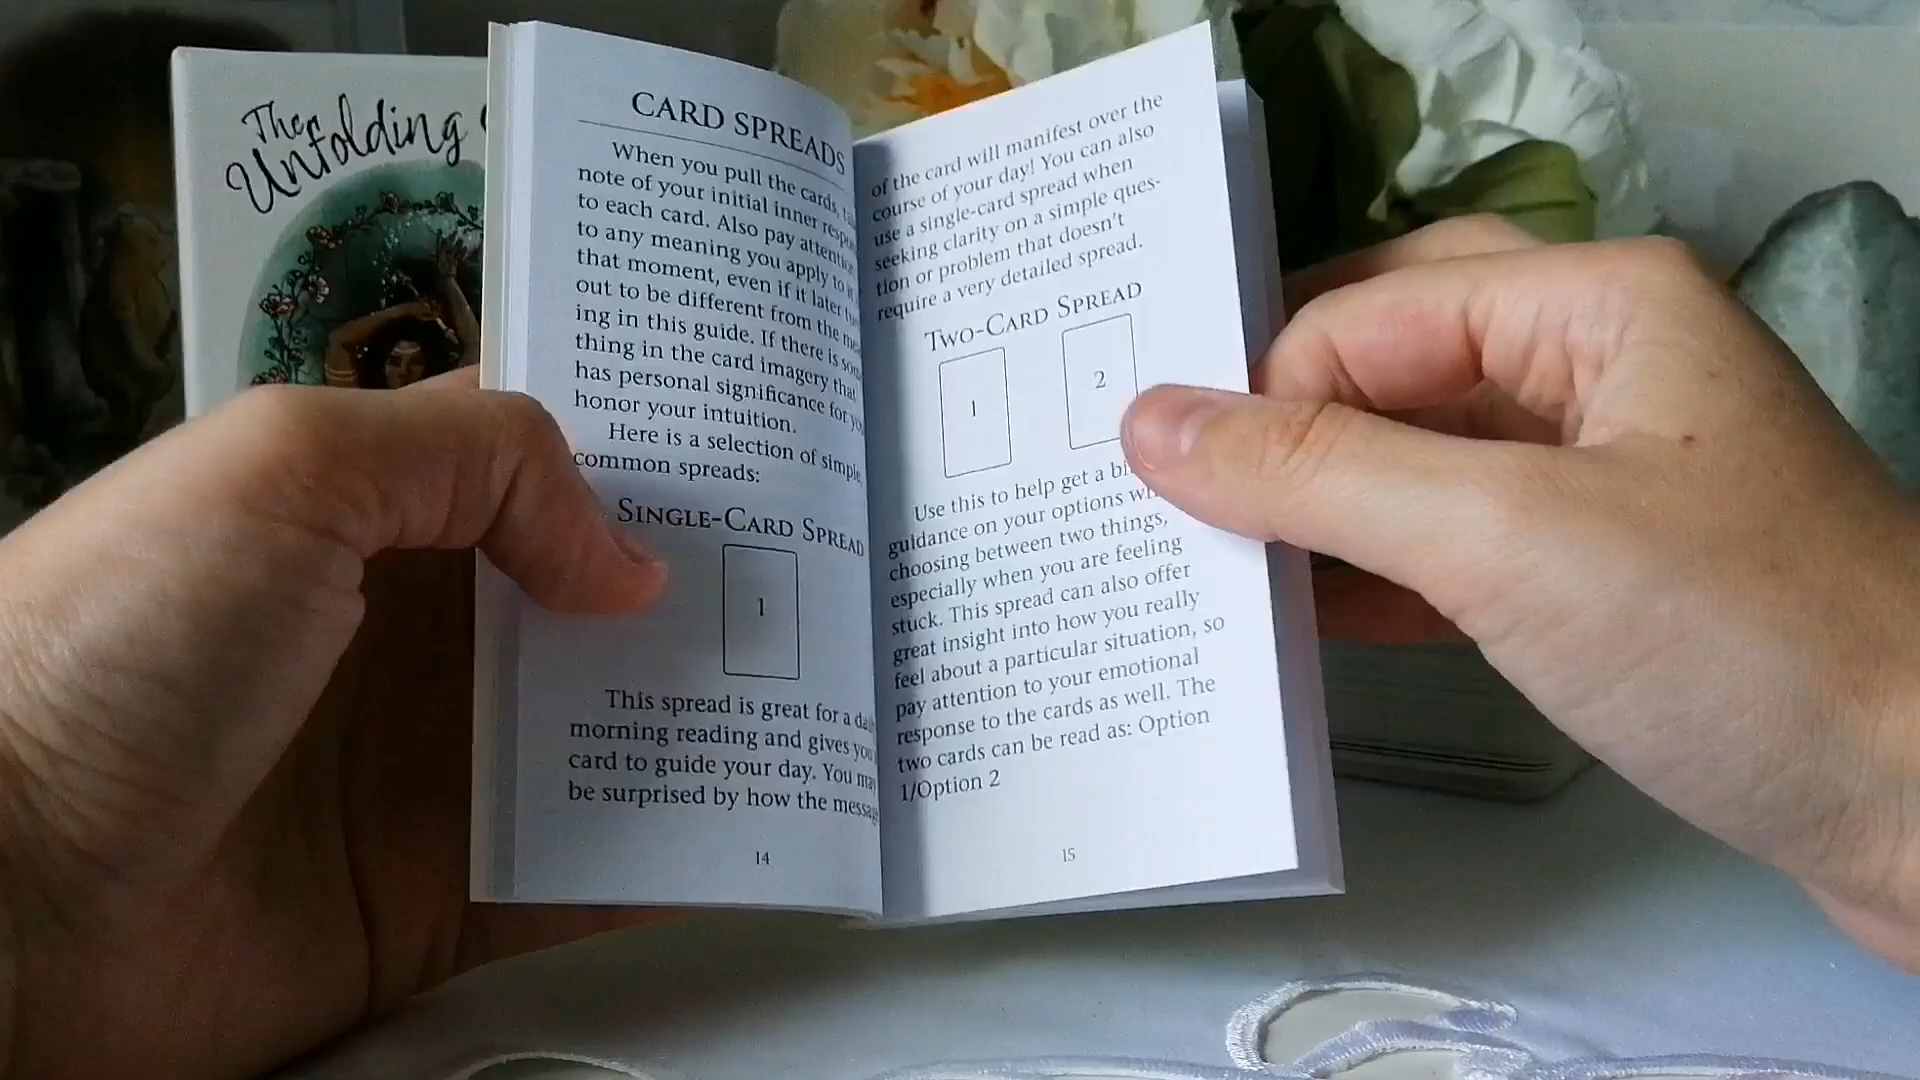 The
Unfolding
CARD SPREADS
When you pull the cards,
note of your initial inner
to each card. Also pay
to any meaning you apply to
that moment, even if it later
out to be different from the
ing in this guide. If there is
thing in the card imagery that
has personal significance for
honor your intuition.
Here is a selection of simple,
common spreads:
SINGLE-CARD SPREAD
1
This spread is great for a
morning reading and gives
card to guide your day. You
be surprised by how the
14
of the card will manifest over the
course of your day! You can also
use a single-card spread when
seeking clarity on a simple ques-
tion or problem that doesn't
require a very detailed spread.
TWO-CARD SPREAD
1
2
Use this to help get a
guidance on your options
choosing between two things,
especially when you are feeling
stuck. This spread can also offer
great insight into how you really
feel about a particular situation, so
pay attention to your emotional
response to the cards as well. The
two cards can be read as: Option
1/Option 2
15